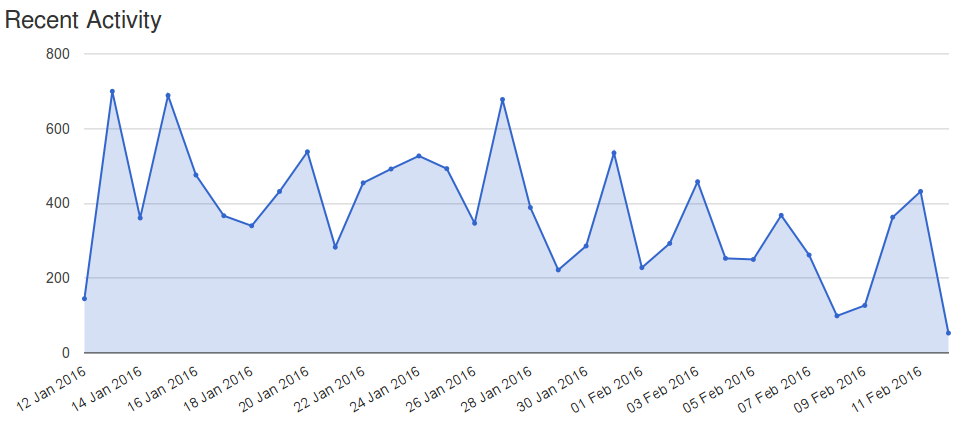 Recent Activity
800
600
400
200
0
12 Jan 2016
14 Jan 2016
16 Jan 2016
18 Jan 2016
20 Jan 2016
22 Jan 2016
24 Jan 2016
26 Jan 2016
28 Jan 2016
30 Jan 2016
01 Feb 2016
03 Feb 2016
05 Feb 2016
07 Feb 2016
09 Feb 2016
11 Feb 2016